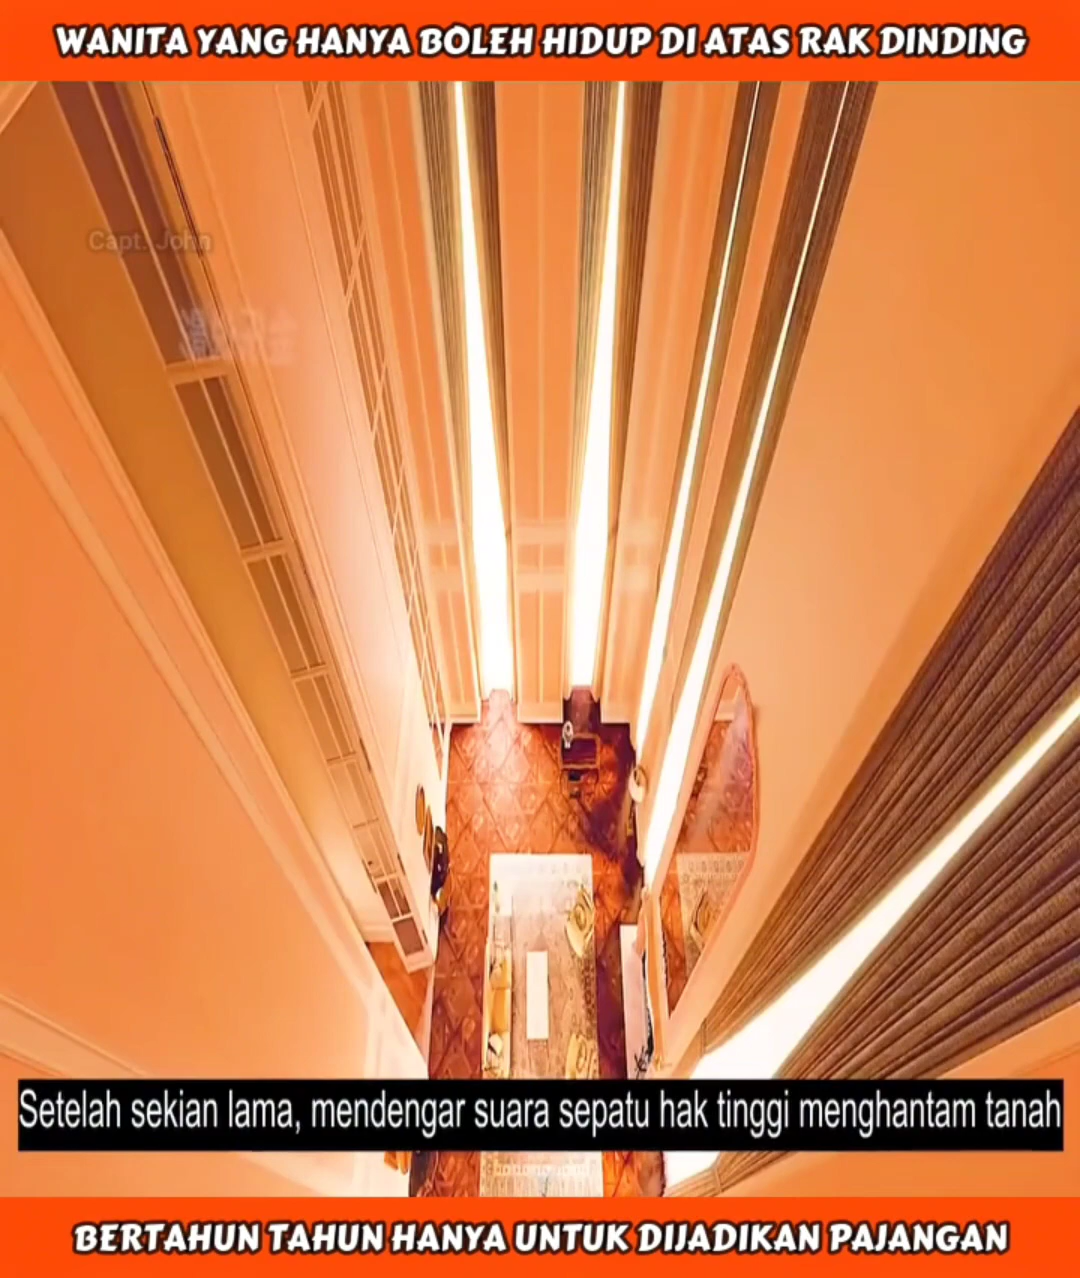 WANITA YANG HANYA BOLEH HIDUP DI ATAS RAK DINDING
Capt. John
Setelah sekian lama, mendengar suara sepatu hak tinggi menghantam tanah
BERTAHUN TAHUN HANYA UNTUK DIJADIKAN PAJANGAN